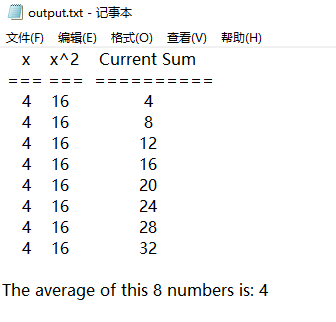 output.txt - 记事本
文件(F) 编辑(E) 格式(O) 查看(V) 帮助(H)
x x^2 Current Sum
=== === ==========
4 16 4
4 16 8
4 16 12
4 16 16
4 16 20
4 16 24
4 16 28
4 16 32
The average of this 8 numbers is: 4